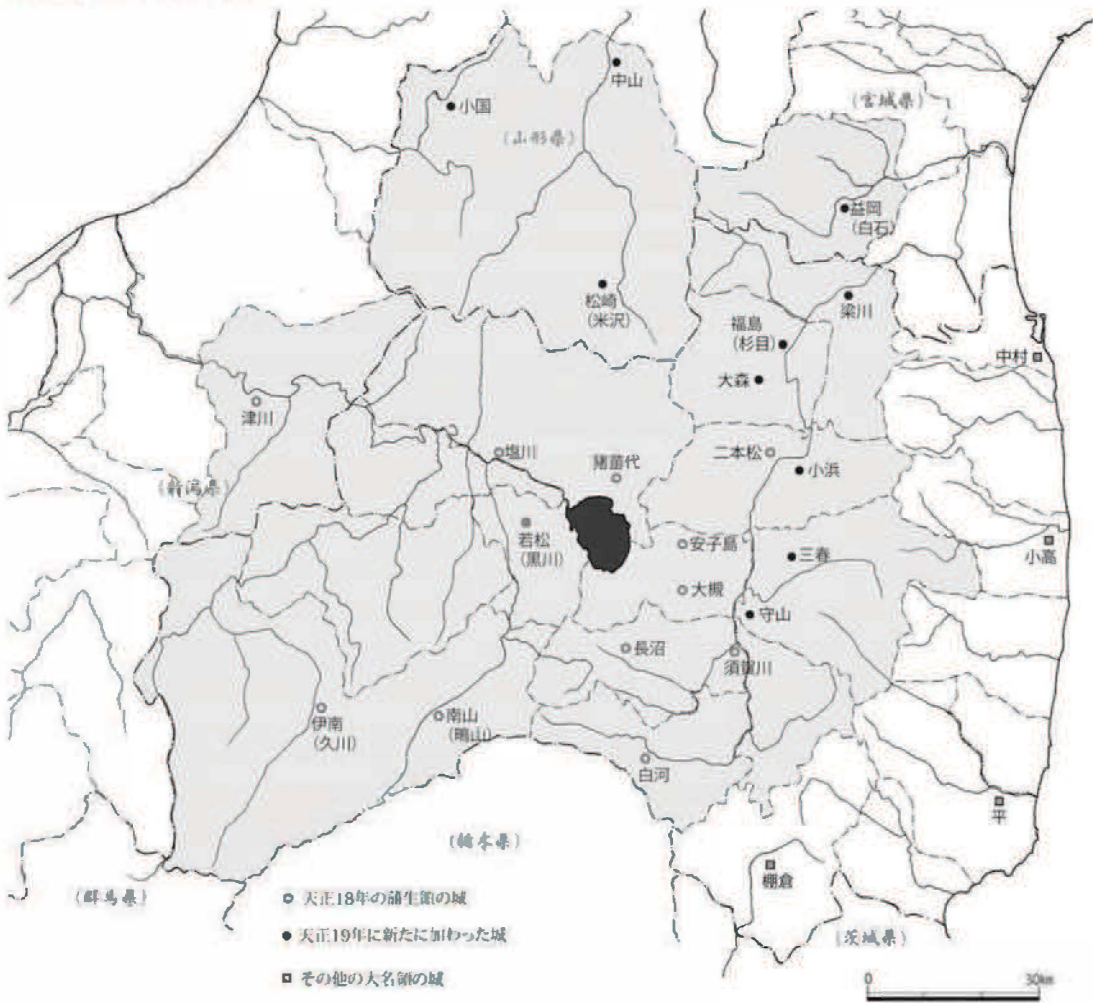 中山
(宮城県)
小国
(山形県)
益岡
(白石)
松崎
(米沢)
梁川
福島
(杉目)
中村
大森
津川
塩川
猪苗代
二本松
小浜
(新潟県)
若松
(黒川)
安子島
三春
小高
大槻
守山
長沼
須賀川
伊南
(久川)
南山
(鴫山)
白河
平
(栃木県)
棚倉
(群馬県)
天正18年の蒲生領の城
天正19年に新たに加わった城
(茨城県)
その他の大名領の城
0 30km